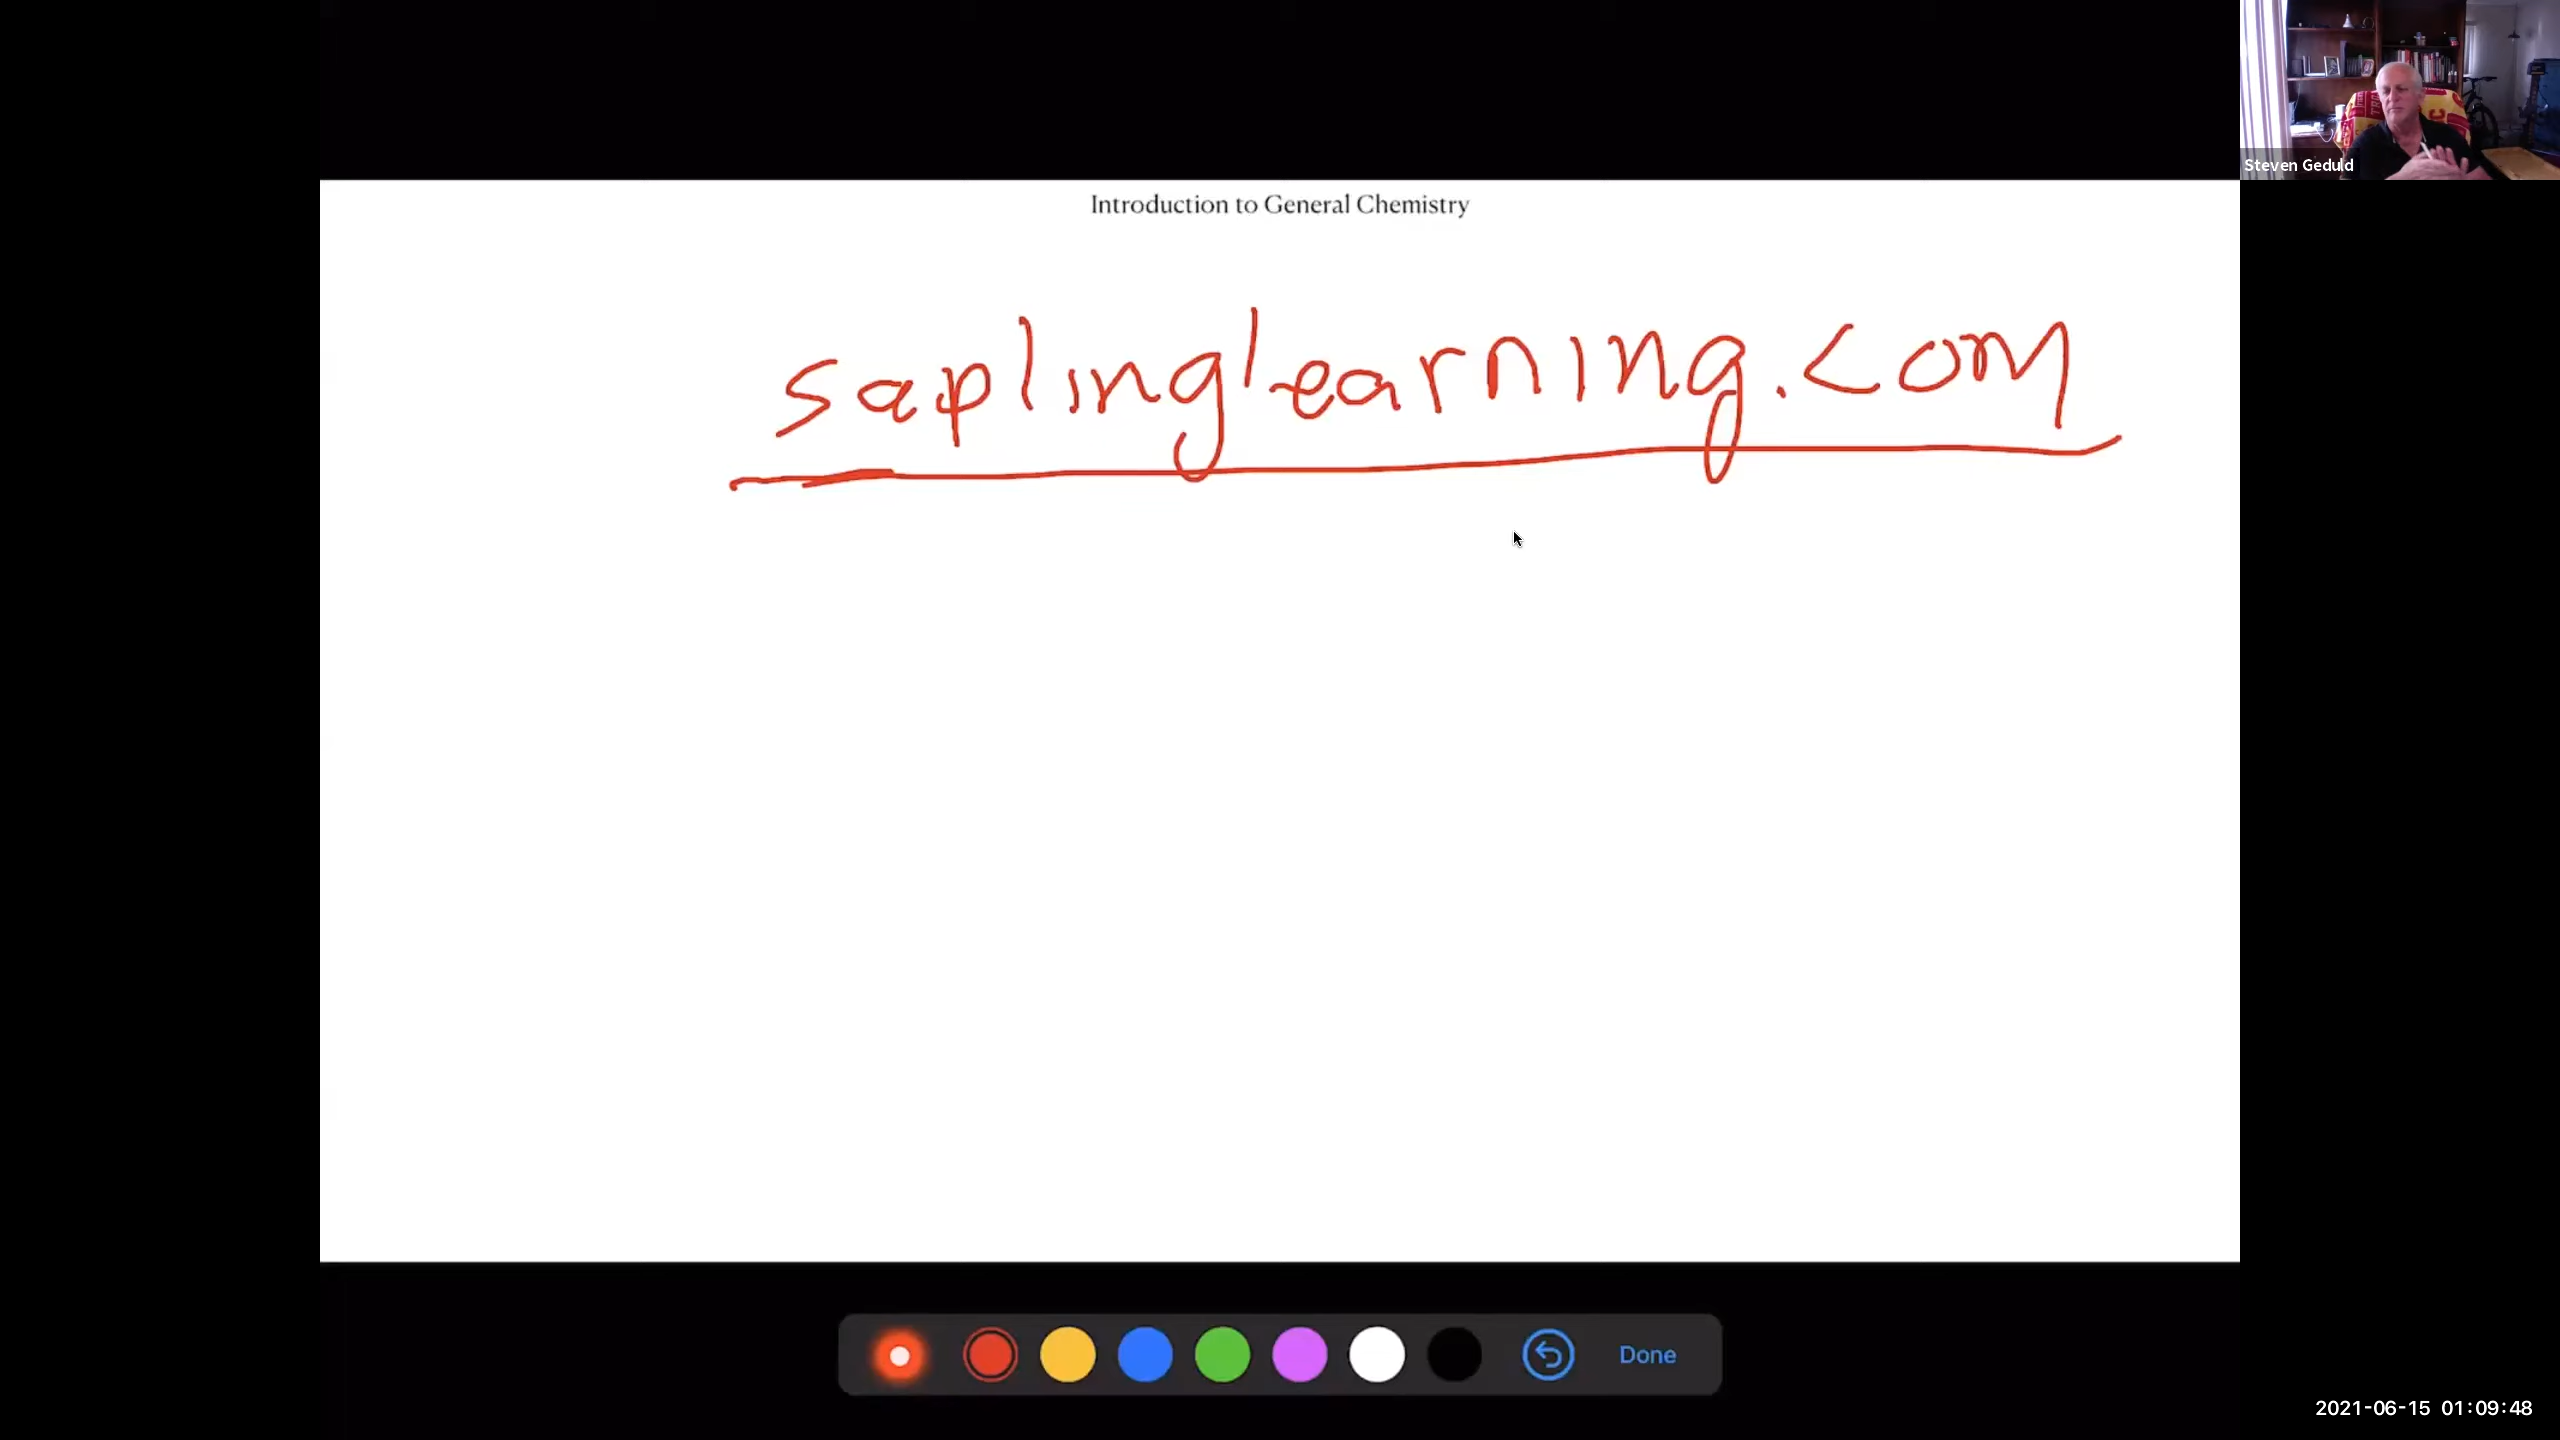 Steven Geduld
Introduction to General Chemistry
saplinglearning.com
Done
2021-06-15 01:09:48